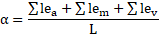 α = (∑le_a + ∑le_m + ∑le_v) / L